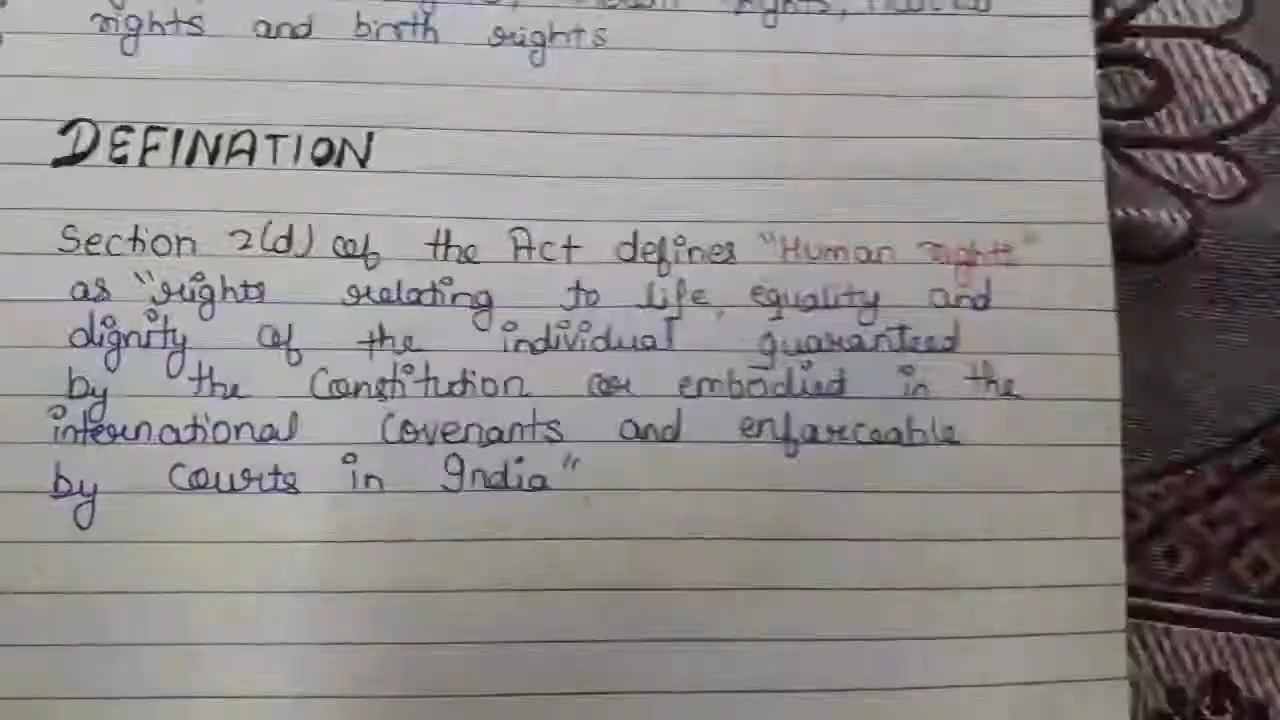 rights,
rights and birth rights
DEFINATION
Section 2(d) of the Act defines "Human rights"
as "rights relating to life, equality and
dignity of the individual guaranteed
by the Constitution or embodied in the
international covenants and enforceable
by courts in India"